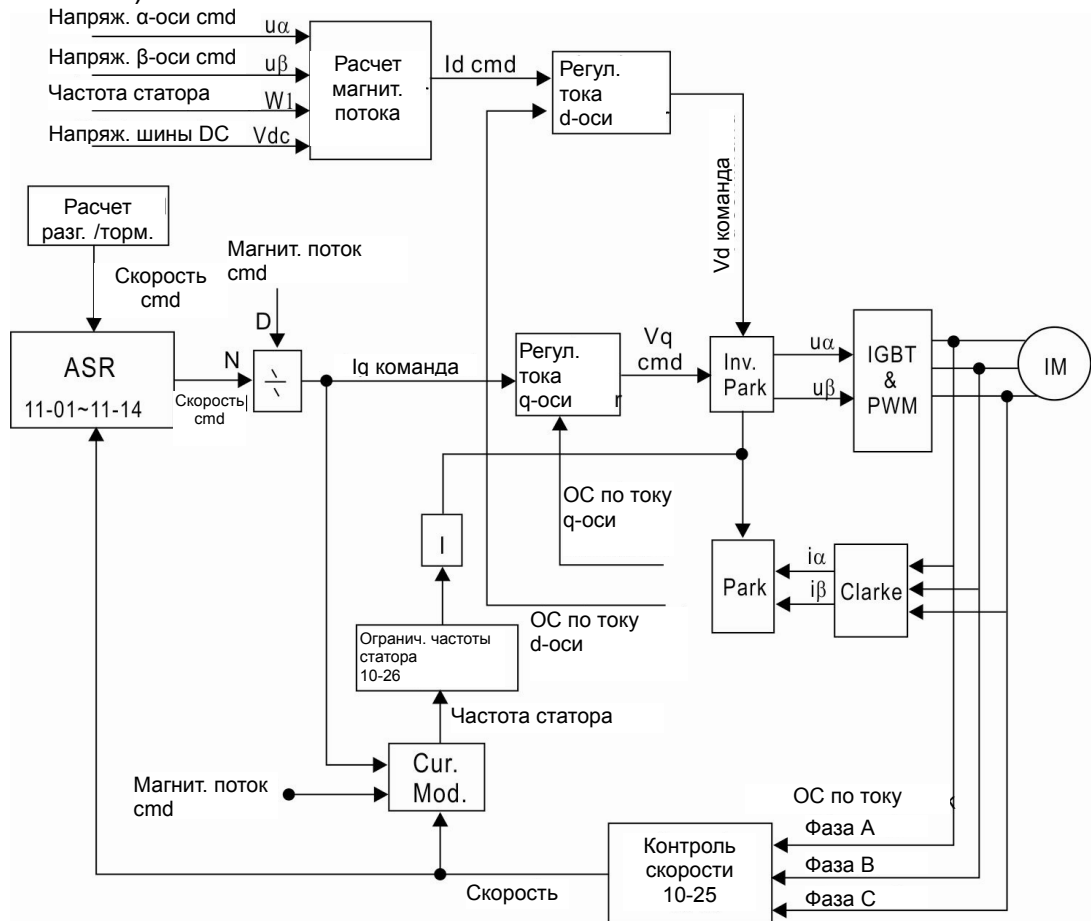 Напряж. α-оси cmd
uα
Напряж. β-оси cmd
uβ
Частота статора
W1
Напряж. шины DC
Vdc
Расчет
магнит.
потока
Id cmd
Регул.
тока
d-оси
Расчет
разг. /торм.
Скорость
cmd
Магнит. поток
cmd
D
ASR
11-01~11-14
N
Скорость
cmd
Iq команда
Регул.
тока
q-оси
r
Vq
cmd
Vd команда
Inv.
Park
uα
uβ
IGBT
&
PWM
IM
ОС по току
q-оси
I
Park
iα
iβ
Clarke
ОС по току
d-оси
Огранич. частоты
статора
10-26
Частота статора
Cur.
Mod.
Магнит. поток
cmd
ОС по току
Фаза А
Фаза В
Фаза С
Контроль
скорости
10-25
Скорость